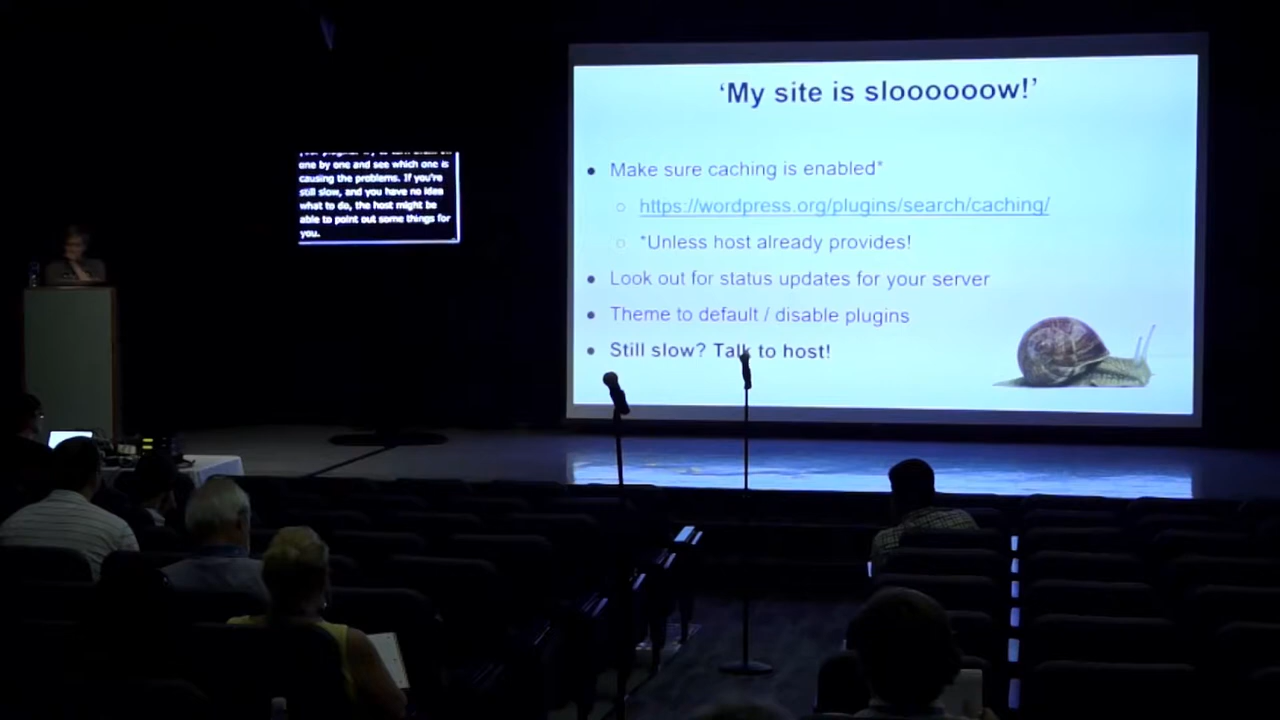 ‘My site is sloooooow!’
Make sure caching is enabled*
https://wordpress.org/plugins/search/caching/
*Unless host already provides!
Look out for status updates for your server
Theme to default / disable plugins
Still slow? Talk to host!
one by one and see which one is
causing the problems. If you're
still slow, and you have no idea
what to do, the host might be
able to point out some things for
you.